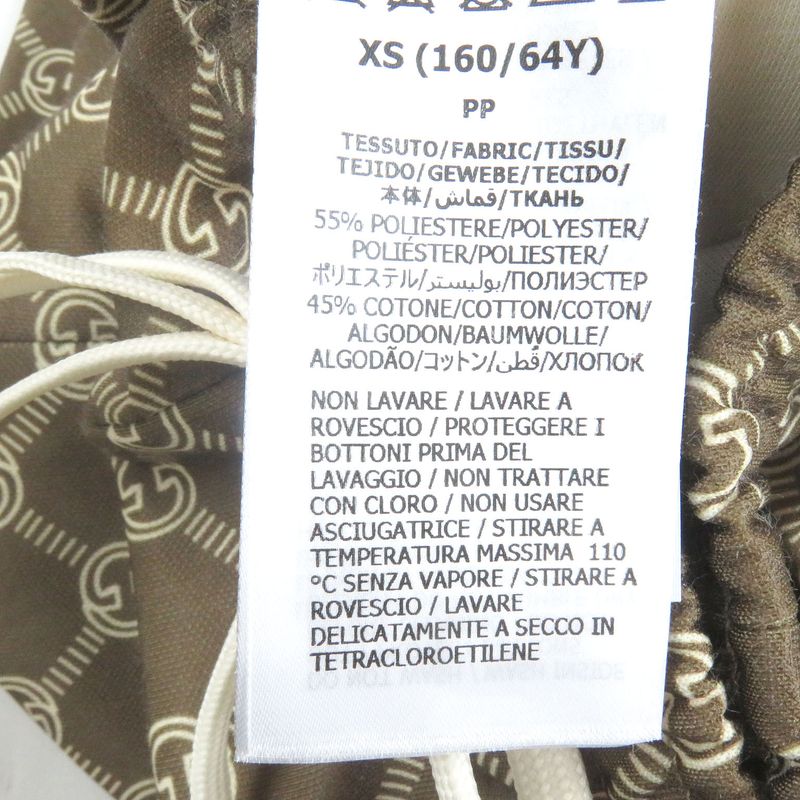 XS (160/64Y)
PP
TESSUTO/FABRIC/TISSU/
TEJIDO/GEWEBE/TECIDO/
本体/قماش/ТКАНЬ
55% POLIESTERE/POLYESTER/
POLIÉSTER/POLIESTER/
ポリエステル/بوليستر/ПОЛИЭСТЕР
45% COTONE/COTTON/COTON/
ALGODON/BAUMWOLLE/
ALGODÃO/コットン/قُطن/ХЛОПОК
NON LAVARE / LAVARE A
ROVESCIO / PROTEGGERE I
BOTTONI PRIMA DEL
LAVAGGIO / NON TRATTARE
CON CLORO / NON USARE
ASCIUGATRICE / STIRARE A
TEMPERATURA MASSIMA 110
°C SENZA VAPORE / STIRARE A
ROVESCIO / LAVARE
DELICATAMENTE A SECCO IN
TETRACLOROETILENE